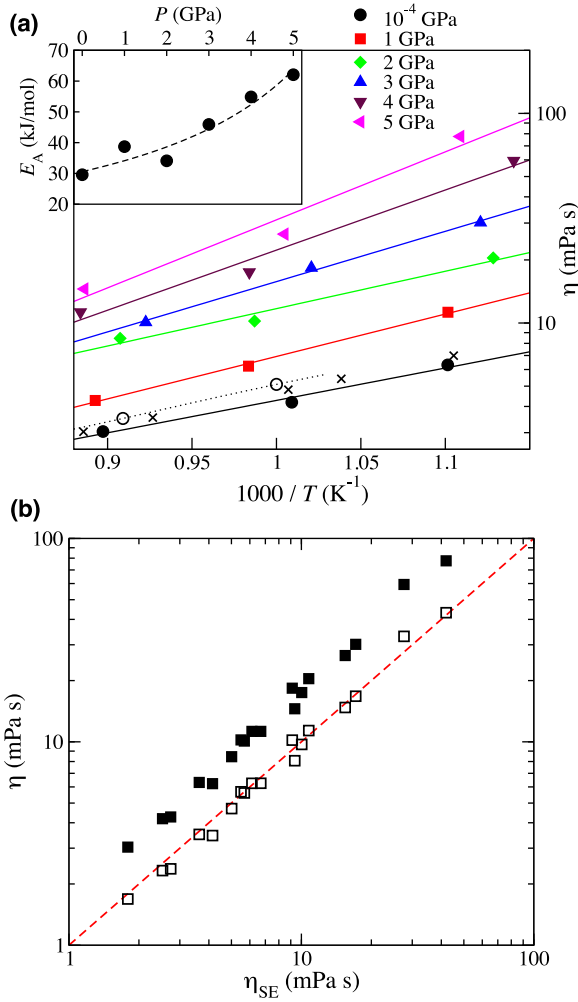 P (GPa)
(a)
0 1 2 3 4 5
10-4 GPa
1 GPa
2 GPa
3 GPa
4 GPa
5 GPa
70
60
50
40
30
20
EA (kJ/mol)
100
10
η (mPa s)
0.9 0.95 1 1.05 1.1
1000 / T (K-1)
(b)
100
10
1
η (mPa s)
1 10 100
ηSE (mPa s)